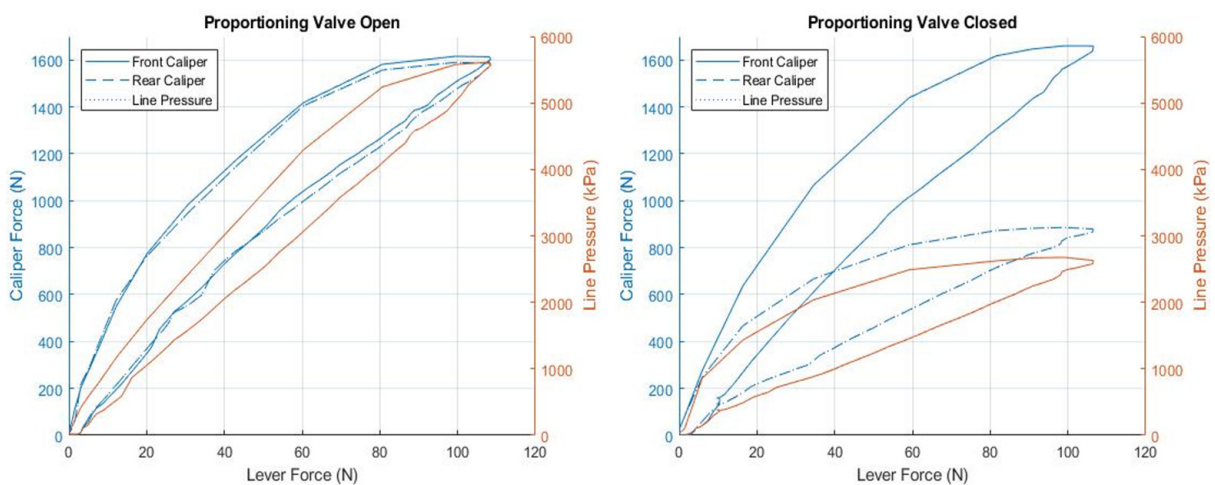 Proportioning Valve Open
Front Caliper
Rear Caliper
Line Pressure
Caliper Force (N)
1600
1400
1200
1000
800
600
400
200
0
6000
5000
4000
3000
2000
1000
0
Line Pressure (kPa)
0 20 40 60 80 100 120
Lever Force (N)
Proportioning Valve Closed
Front Caliper
Rear Caliper
Line Pressure
Caliper Force (N)
1600
1400
1200
1000
800
600
400
200
0
6000
5000
4000
3000
2000
1000
0
Line Pressure (kPa)
0 20 40 60 80 100 120
Lever Force (N)